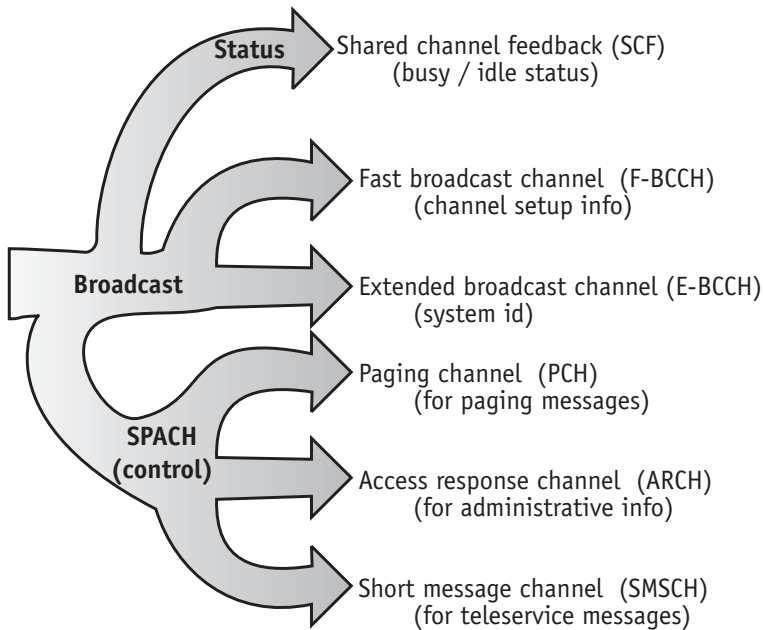 Status
Shared channel feedback (SCF)
(busy / idle status)
Fast broadcast channel (F-BCCH)
(channel setup info)
Broadcast
Extended broadcast channel (E-BCCH)
(system id)
Paging channel (PCH)
(for paging messages)
SPACH
(control)
Access response channel (ARCH)
(for administrative info)
Short message channel (SMSCH)
(for teleservice messages)